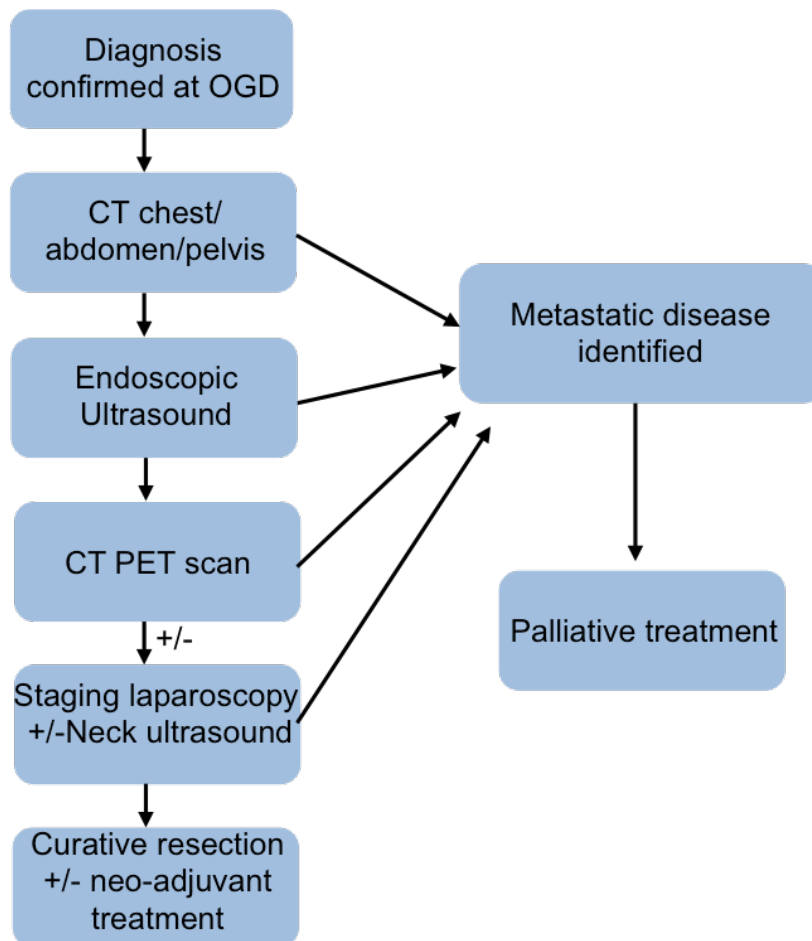 Diagnosis
confirmed at OGD
CT chest/
abdomen/pelvis
Metastatic disease
identified
Endoscopic
Ultrasound
CT PET scan
Palliative treatment
+/-
Staging laparoscopy
+/-Neck ultrasound
Curative resection
+/- neo-adjuvant
treatment